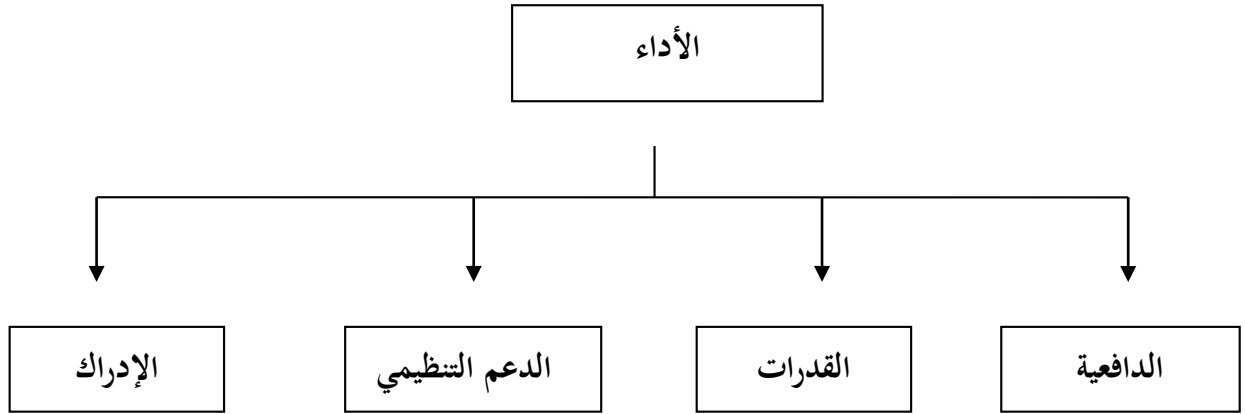 الأداء
الدافعية
القدرات
الدعم التنظيمي
الإدراك